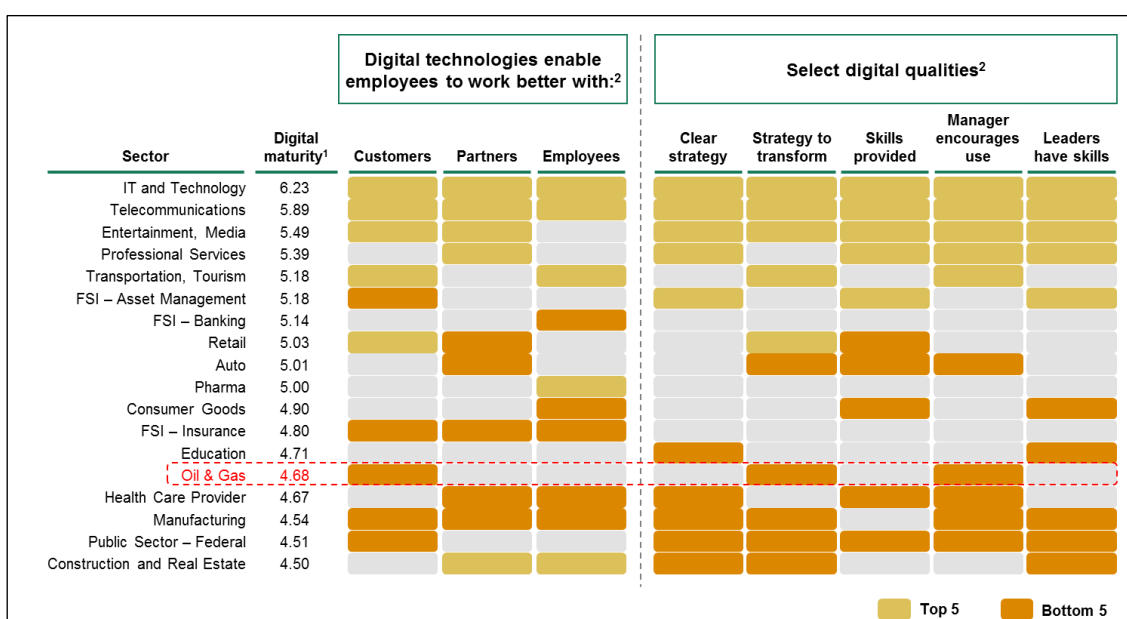 Digital technologies enable
employees to work better with:2
Select digital qualities2
Sector
Digital
maturity1
Customers
Partners
Employees
Clear
strategy
Strategy to
transform
Skills
provided
Manager
encourages
use
Leaders
have skills
IT and Technology 6.23
Telecommunications 5.89
Entertainment, Media 5.49
Professional Services 5.39
Transportation, Tourism 5.18
FSI – Asset Management 5.18
FSI – Banking 5.14
Retail 5.03
Auto 5.01
Pharma 5.00
Consumer Goods 4.90
FSI – Insurance 4.80
Education 4.71
Oil & Gas 4.68
Health Care Provider 4.67
Manufacturing 4.54
Public Sector – Federal 4.51
Construction and Real Estate 4.50
Top 5
Bottom 5